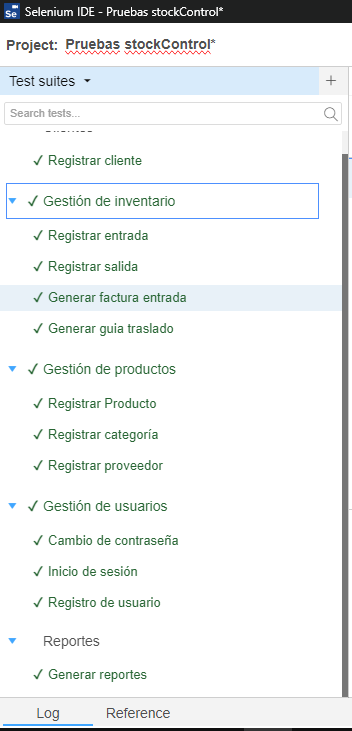 Se Selenium IDE - Pruebas stockControl*
Project: Pruebas stockControl*
Test suites
Search tests...
Clientes
Registrar cliente
Gestión de inventario
Registrar entrada
Registrar salida
Generar factura entrada
Generar guia traslado
Gestión de productos
Registrar Producto
Registrar categoría
Registrar proveedor
Gestión de usuarios
Cambio de contraseña
Inicio de sesión
Registro de usuario
Reportes
Generar reportes
Log Reference